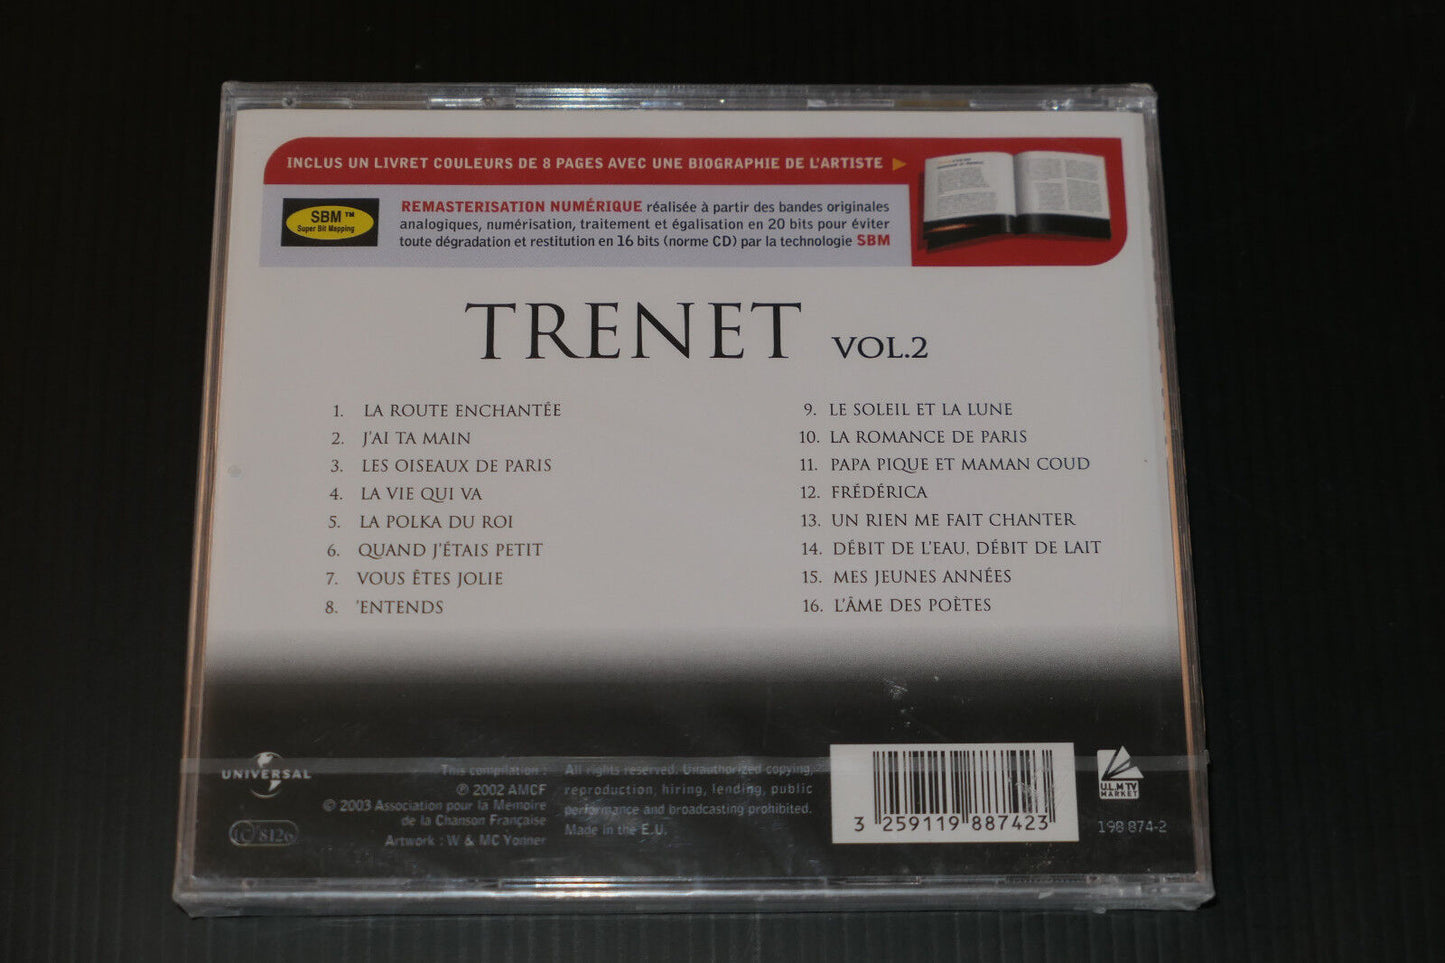 INCLUS UN LIVRET COULEURS DE 8 PAGES AVEC UNE BIOGRAPHIE DE L'ARTISTE
SBM™
Super Bit Mapping
REMASTERISATION NUMÉRIQUE réalisée à partir des bandes originales
analogiques, numérisation, traitement et égalisation en 20 bits pour éviter
toute dégradation et restitution en 16 bits (norme CD) par la technologie SBM
TRENET VOL.2
1. LA ROUTE ENCHANTÉE
2. J'AI TA MAIN
3. LES OISEAUX DE PARIS
4. LA VIE QUI VA
5. LA POLKA DU ROI
6. QUAND J'ÉTAIS PETIT
7. VOUS ÊTES JOLIE
8. 'ENTENDS
9. LE SOLEIL ET LA LUNE
10. LA ROMANCE DE PARIS
11. PAPA PIQUE ET MAMAN COUD
12. FRÉDÉRICA
13. UN RIEN ME FAIT CHANTER
14. DÉBIT DE L'EAU, DÉBIT DE LAIT
15. MES JEUNES ANNÉES
16. L'ÂME DES POÈTES
UNIVERSAL
LC 8126
This compilation :
℗ 2002 AMCF
© 2003 Association pour la Memoire
de la Chanson Française
Artwork : W & MC Yonner
All rights reserved. Unauthorized copying,
reproduction, hiring, lending, public
performance and broadcasting prohibited.
Made in the E.U.
3 259119 887423
U.L.M TV
MARKET
198 874-2